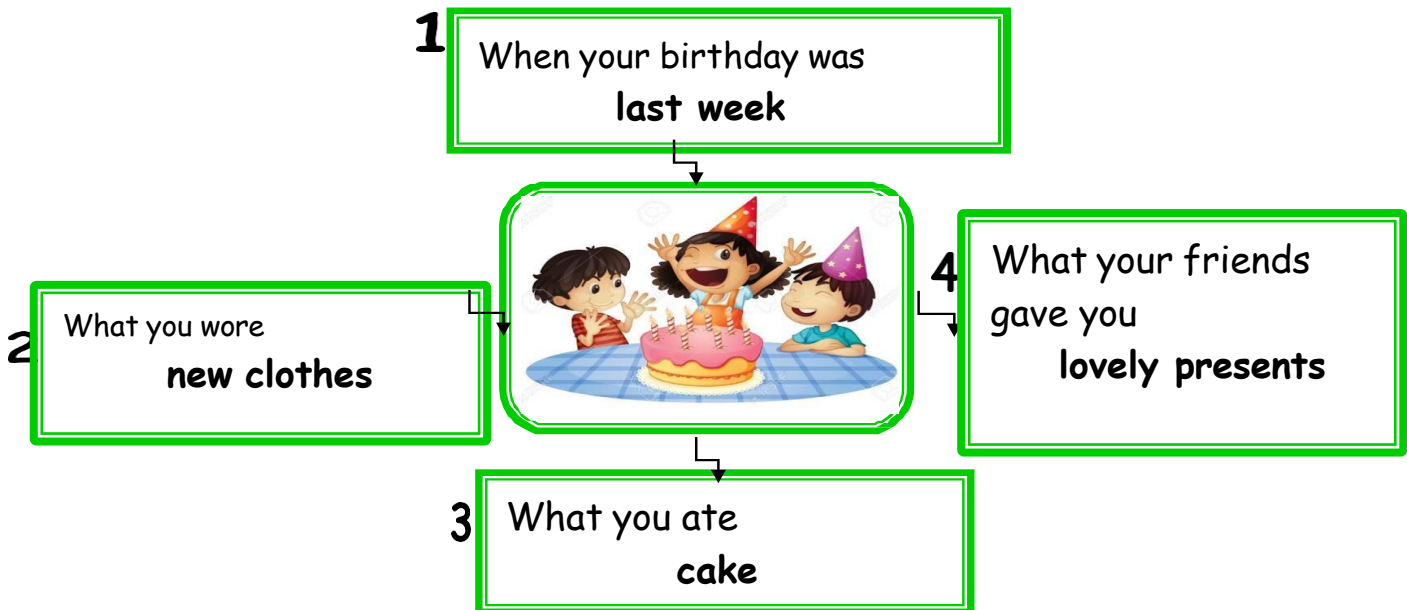 1
When your birthday was
last week
2
What you wore
new clothes
3
What you ate
cake
4
What your friends
gave you
lovely presents